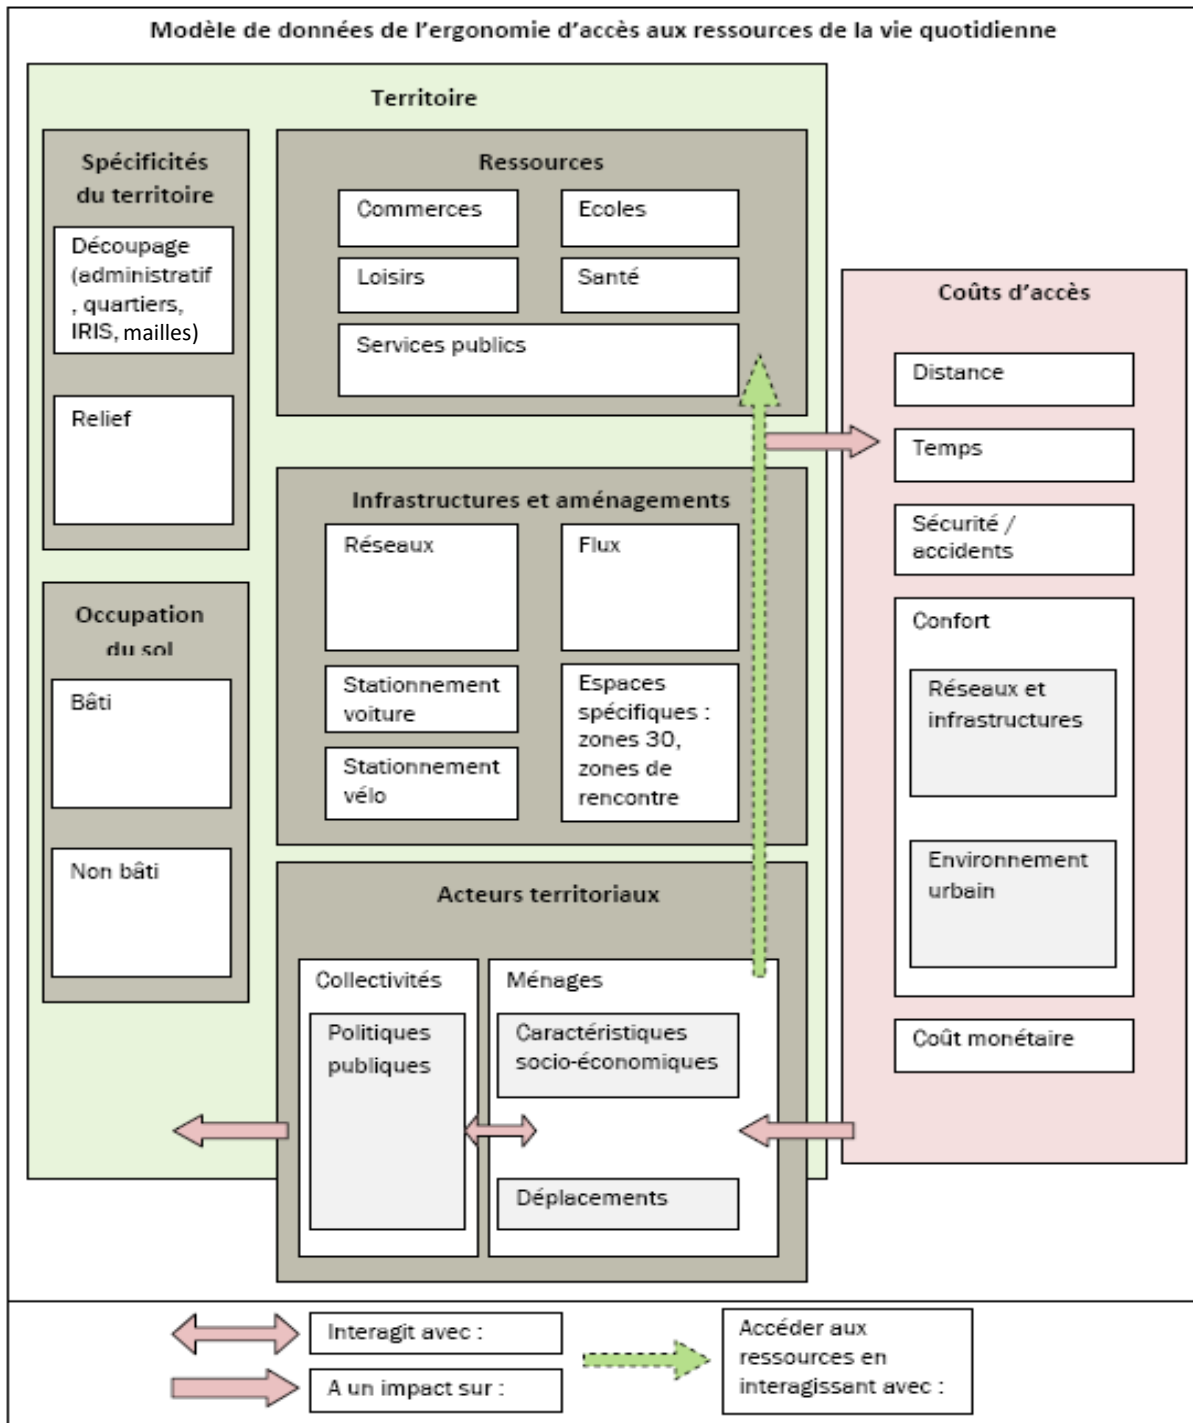 Modèle de données de l'ergonomie d'accès aux ressources de la vie quotidienne
Territoire
Spécificités
du territoire
Découpage
(administratif
, quartiers,
IRIS, mailles)
Relief
Occupation
du sol
Bâti
Non bâti
Ressources
Commerces
Ecoles
Loisirs
Santé
Services publics
Infrastructures et aménagements
Réseaux
Flux
Stationnement
voiture
Stationnement
vélo
Espaces
spécifiques :
zones 30,
zones de
rencontre
Acteurs territoriaux
Collectivités
Politiques
publiques
Ménages
Caractéristiques
socio-économiques
Déplacements
Coûts d'accès
Distance
Temps
Sécurité /
accidents
Confort
Réseaux et
infrastructures
Environnement
urbain
Coût monétaire
Interagit avec :
A un impact sur :
Accéder aux
ressources en
interagissant avec :